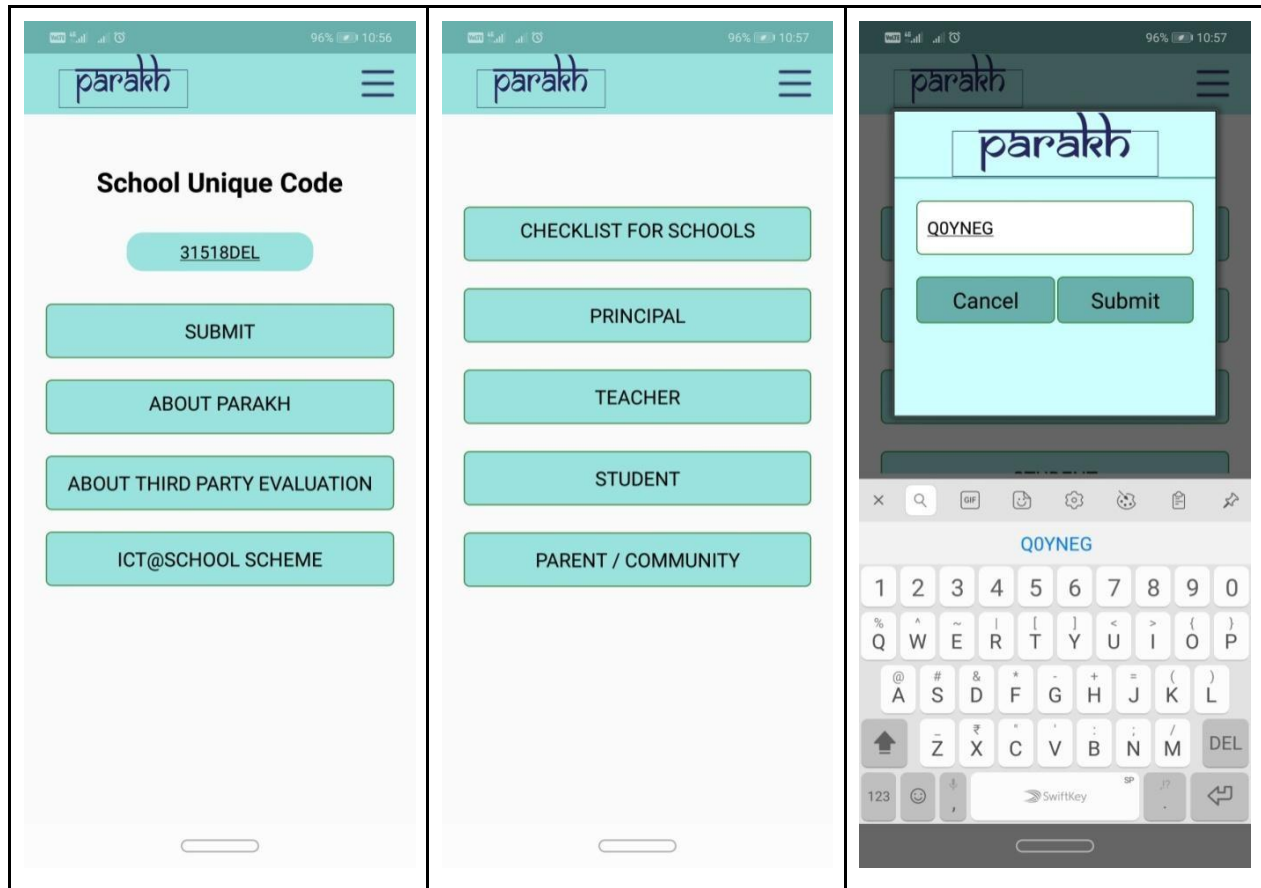 96% 10:56
parakh
School Unique Code
31518DEL
SUBMIT
ABOUT PARAKH
ABOUT THIRD PARTY EVALUATION
ICT@SCHOOL SCHEME
96% 10:57
parakh
CHECKLIST FOR SCHOOLS
PRINCIPAL
TEACHER
STUDENT
PARENT / COMMUNITY
96% 10:57
parakh
parakh
Q0YNEG
Cancel Submit
STUDENT
GIF
Q0YNEG
1 2 3 4 5 6 7 8 9 0
% ^ ~ | [ ] < > { }
Q W E R T Y U I O P
@ # & * - + = ( )
A S D F G H J K L
_ ₹ " ' : ; /
Z X C V B N M DEL
123 , SwiftKey SP !? .